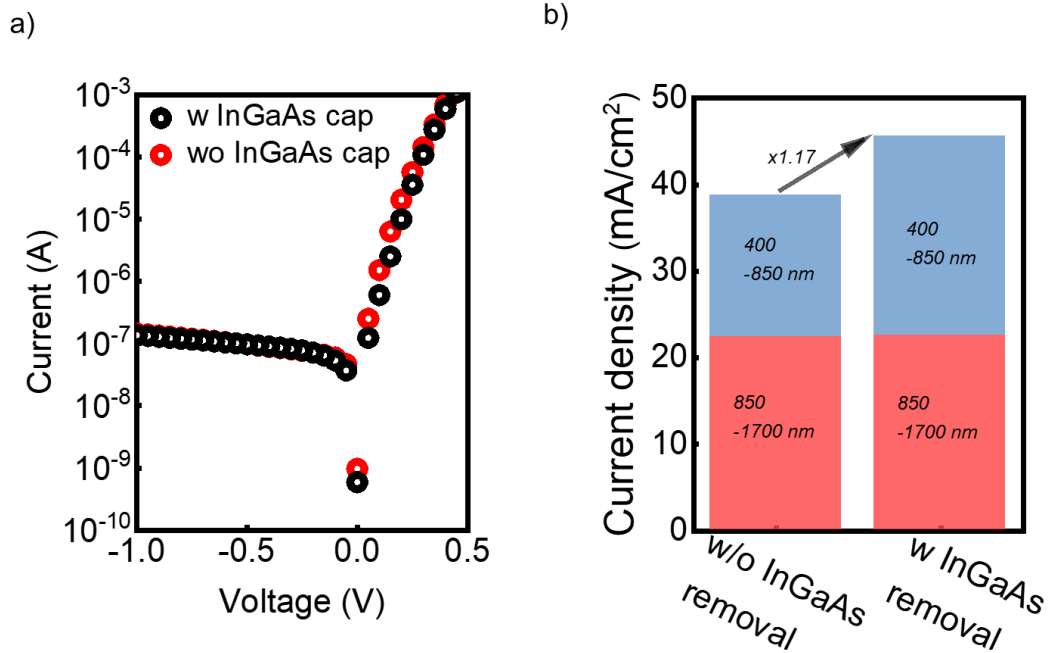 a)
Current (A)
10-3
10-4
10-5
10-6
10-7
10-8
10-9
10-10
w InGaAs cap
wo InGaAs cap
-1.0
-0.5
0.0
0.5
Voltage (V)
b)
Current density (mA/cm2)
50
40
30
20
10
0
x1.17
400
-850 nm
400
-850 nm
850
-1700 nm
850
-1700 nm
w/o InGaAs
removal
w InGaAs
removal